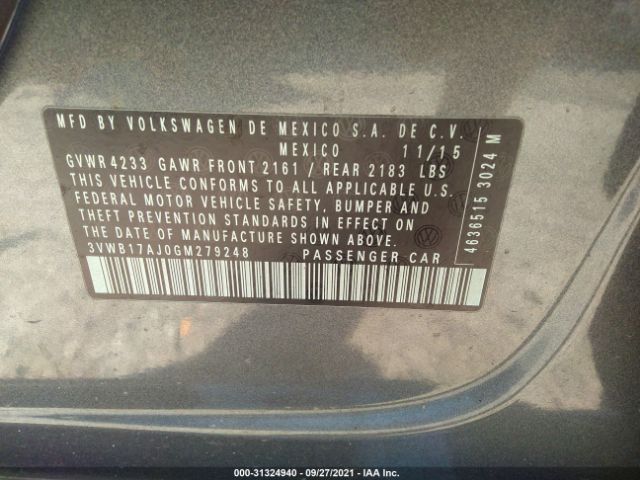 MFD BY VOLKSWAGEN DE MEXICO S.A. DE C.V.
MEXICO 11/15
GVWR 4233 GAWR FRONT 2161 / REAR 2183 LBS
THIS VEHICLE CONFORMS TO ALL APPLICABLE U.S.
FEDERAL MOTOR VEHICLE SAFETY, BUMPER AND
THEFT PREVENTION STANDARDS IN EFFECT ON
THE DATE OF MANUFACTURE SHOWN ABOVE.
3VWB17AJ0GM279248 PASSENGER CAR
4636515 3024 M
000-31324940 - 09/27/2021 - IAA Inc.